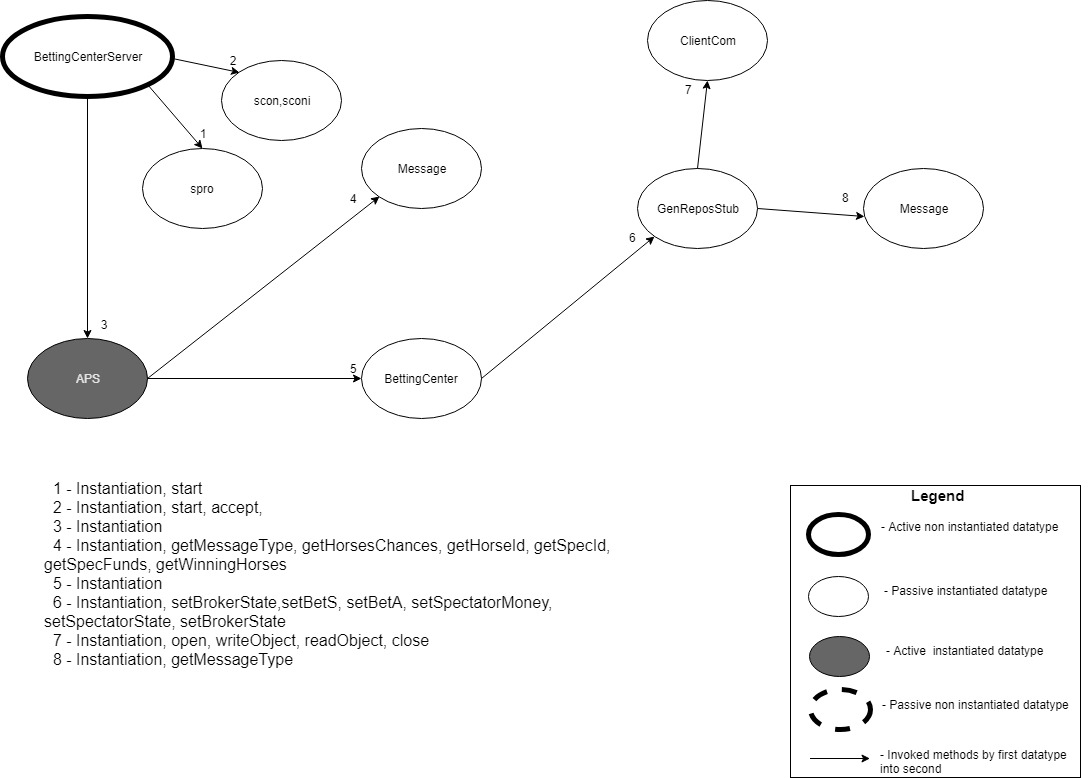 BettingCenterServer
2
scon,sconi
1
spro
ClientCom
7
Message
4
GenReposStub
8
Message
6
3
APS
5
BettingCenter
1 - Instantiation, start
2 - Instantiation, start, accept,
3 - Instantiation
4 - Instantiation, getMessageType, getHorsesChances, getHorseId, getSpecId,
getSpecFunds, getWinningHorses
5 - Instantiation
6 - Instantiation, setBrokerState,setBetS, setBetA, setSpectatorMoney,
setSpectatorState, setBrokerState
7 - Instantiation, open, writeObject, readObject, close
8 - Instantiation, getMessageType
Legend
- Active non instantiated datatype
- Passive instantiated datatype
- Active  instantiated datatype
- Passive non instantiated datatype
- Invoked methods by first datatype
into second